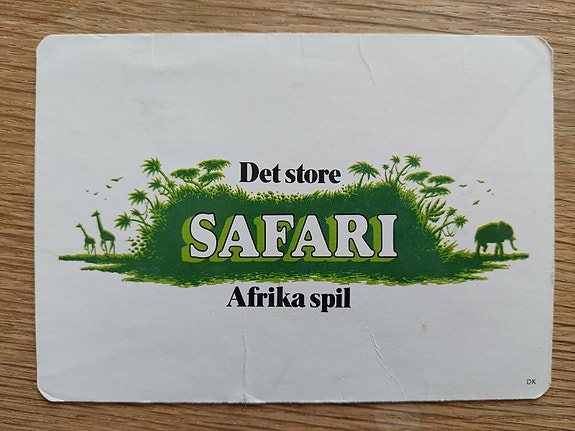 Det store
SAFARI
Afrika spil
DK